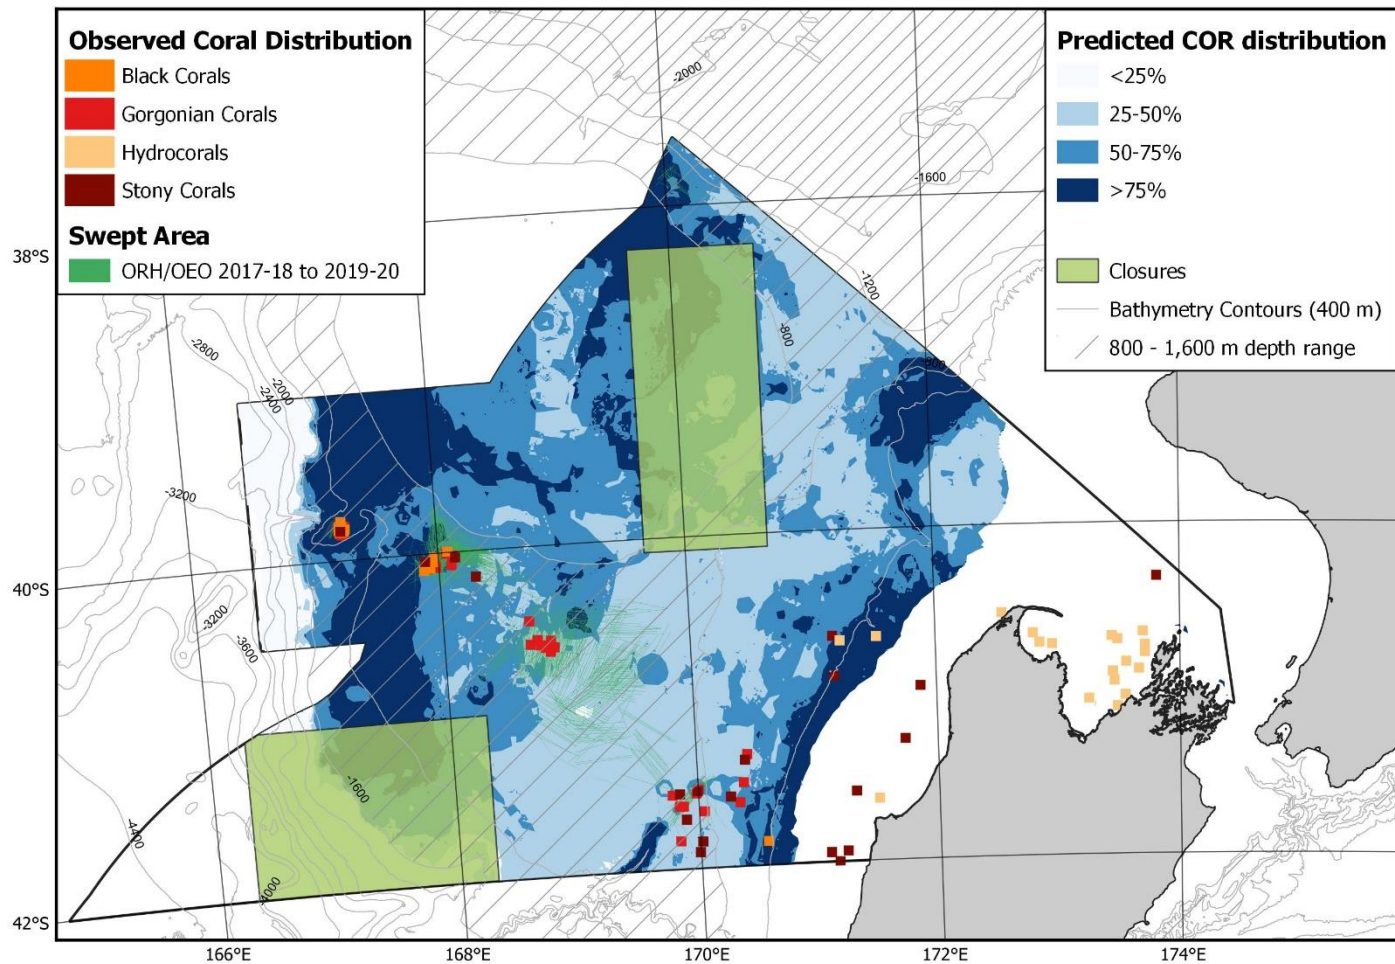 Observed Coral Distribution
Black Corals
Gorgonian Corals
Hydrocorals
Stony Corals
Swept Area
ORH/OEO 2017-18 to 2019-20
Predicted COR distribution
<25%
25-50%
50-75%
>75%
Closures
Bathymetry Contours (400 m)
800 - 1,600 m depth range
-2000
-1600
38°S
-1200
-800
-800
-2800
-2000
-2400
-3200
40°S
-3200
-3600
-1600
-4400
-4000
42°S
166°E
168°E
170°E
172°E
174°E